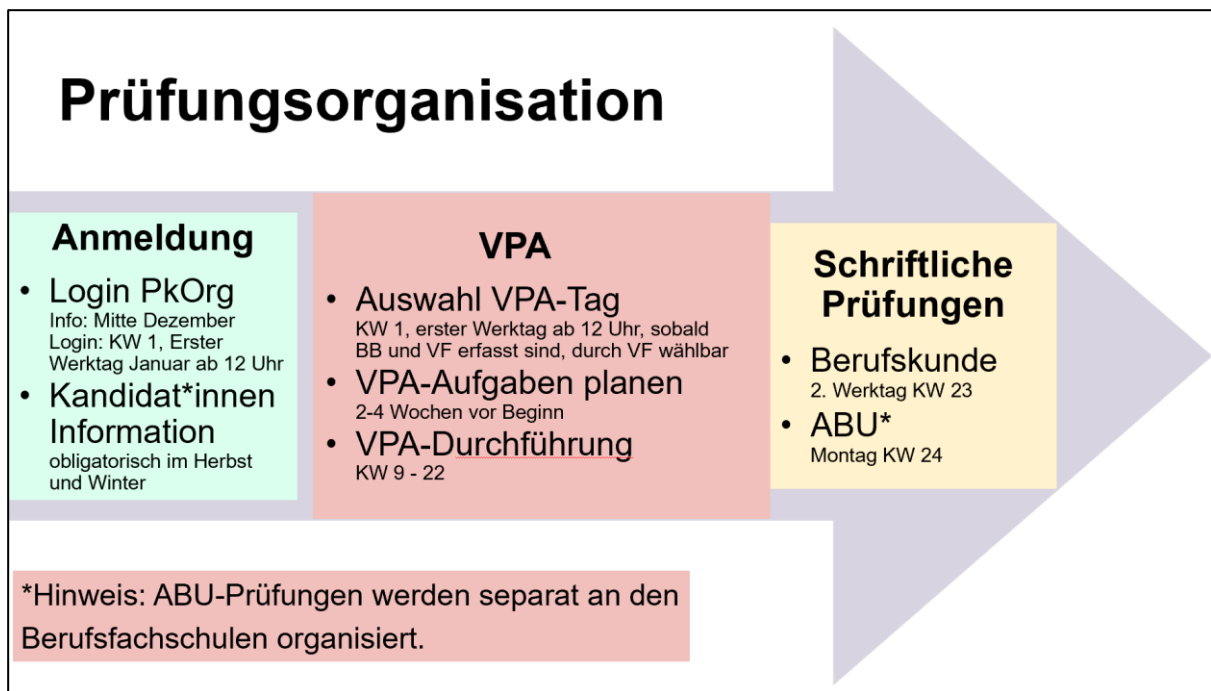 Prüfungsorganisation
Anmeldung
• Login PkOrg
Info: Mitte Dezember
Login: KW 1, Erster
Werktag Januar ab 12 Uhr
• Kandidat*innen
Information
obligatorisch im Herbst
und Winter
VPA
• Auswahl VPA-Tag
KW 1, erster Werktag ab 12 Uhr, sobald
BB und VF erfasst sind, durch VF wählbar
• VPA-Aufgaben planen
2-4 Wochen vor Beginn
• VPA-Durchführung
KW 9 - 22
Schriftliche
Prüfungen
• Berufskunde
2. Werktag KW 23
• ABU*
Montag KW 24
*Hinweis: ABU-Prüfungen werden separat an den
Berufsfachschulen organisiert.